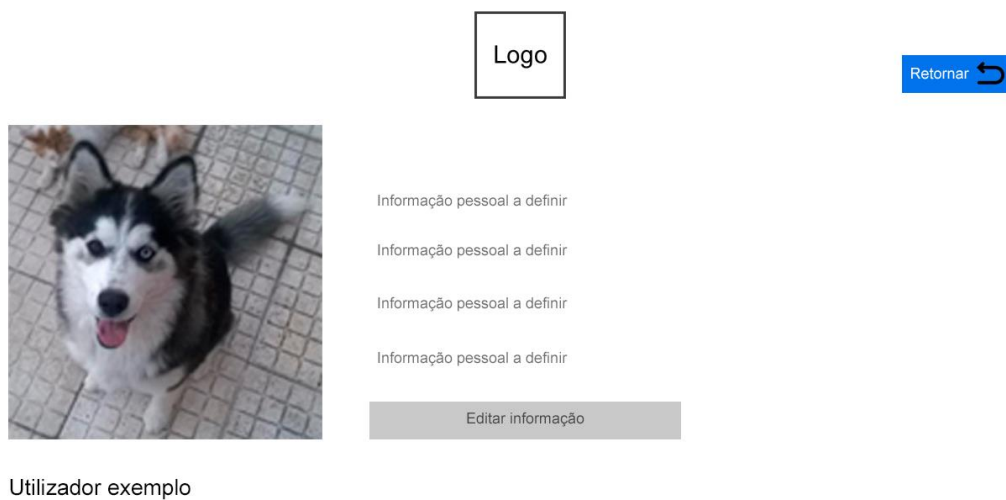 Logo
Retornar
Informação pessoal a definir
Informação pessoal a definir
Informação pessoal a definir
Informação pessoal a definir
Editar informação
Utilizador exemplo